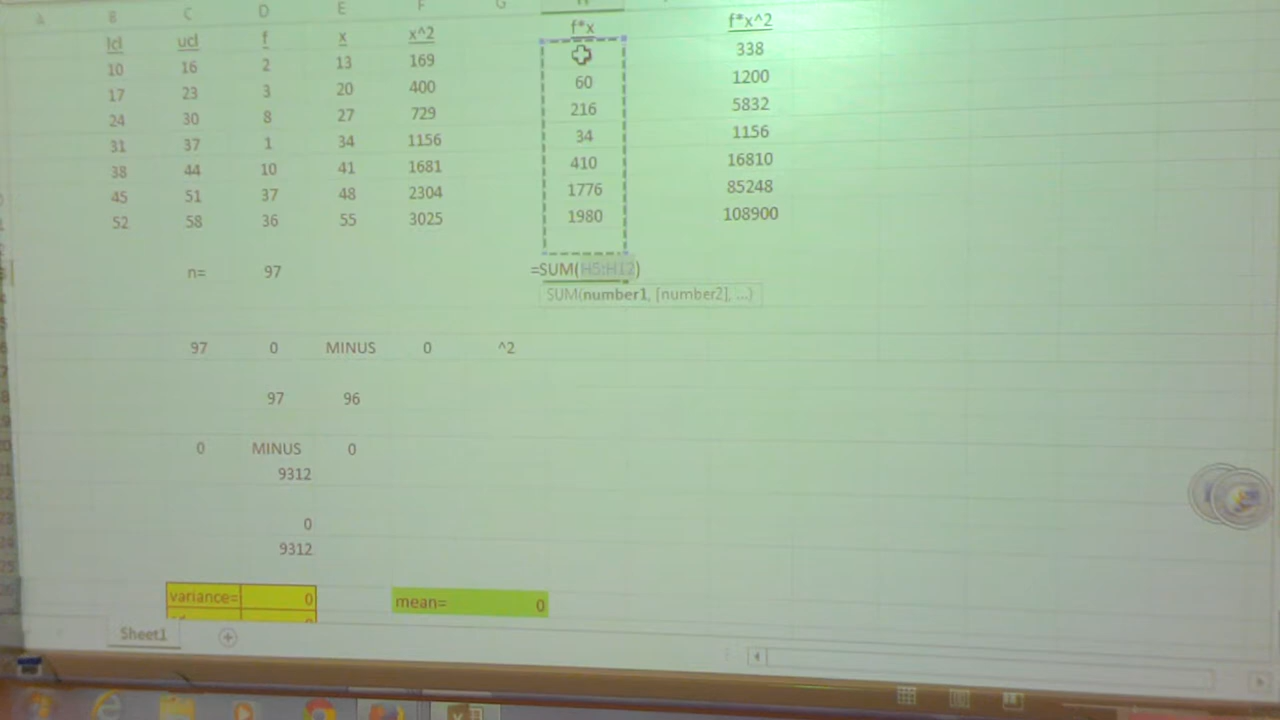 A B C D E F G H
lcl ucl f x x^2 f*x f*x^2
10 16 2 13 169 338
17 23 3 20 400 60 1200
24 30 8 27 729 216 5832
31 37 1 34 1156 34 1156
38 44 10 41 1681 410 16810
45 51 37 48 2304 1776 85248
52 58 36 55 3025 1980 108900
n= 97 =SUM(H5:H12)
SUM(number1, [number2], ...)
97 0 MINUS 0 ^2
97 96
0 MINUS 0
9312
0
9312
variance= 0 mean= 0
Sheet1